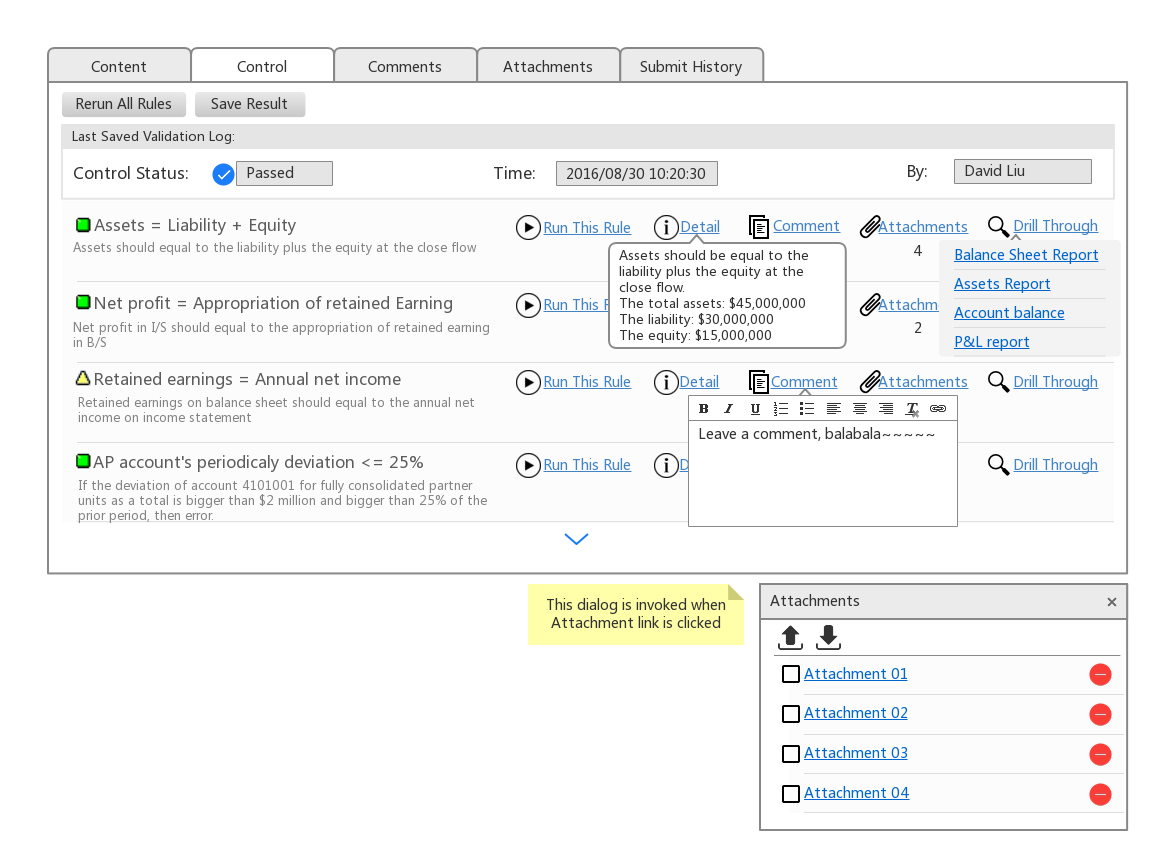 Content
Control
Comments
Attachments
Submit History
Rerun All Rules
Save Result
Last Saved Validation Log:
Control Status:
Passed
Time:
2016/08/30 10:20:30
By:
David Liu
Assets = Liability + Equity
Assets should equal to the liability plus the equity at the close flow
Run This Rule
Detail
Comment
Attachments
4
Drill Through
Assets should be equal to the
liability plus the equity at the
close flow.
The total assets: $45,000,000
The liability: $30,000,000
The equity: $15,000,000
Balance Sheet Report
Assets Report
Account balance
P&L report
Net profit = Appropriation of retained Earning
Net profit in I/S should equal to the appropriation of retained earning
in B/S
Run This R
Attachm
2
Retained earnings = Annual net income
Retained earnings on balance sheet should equal to the annual net
income on income statement
Run This Rule
Detail
Comment
Attachments
Drill Through
B I U T
Leave a comment, balabala~~~~~
AP account's periodicaly deviation <= 25%
If the deviation of account 4101001 for fully consolidated partner
units as a total is bigger than $2 million and bigger than 25% of the
prior period, then error.
Run This Rule
D
Drill Through
This dialog is invoked when
Attachment link is clicked
Attachments
Attachment 01
Attachment 02
Attachment 03
Attachment 04